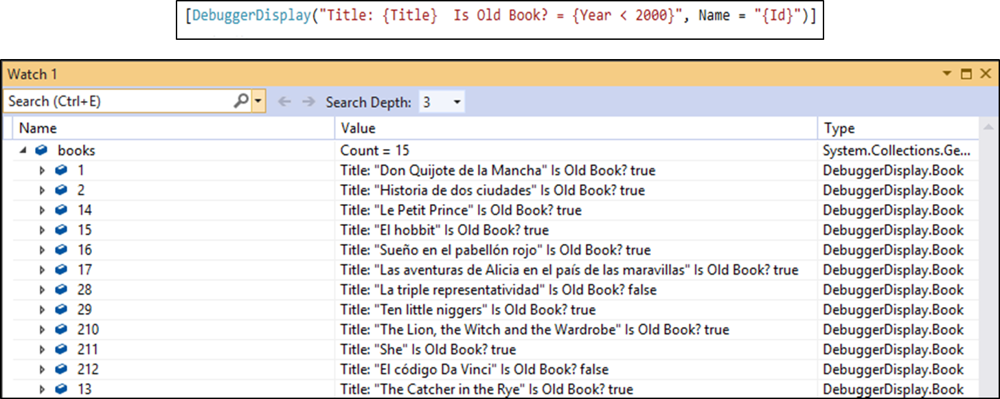 [DebuggerDisplay("Title: {Title}  Is Old Book? = {Year < 2000}", Name = "{Id}")]
Watch 1
Search (Ctrl+E) Search Depth: 3
Name Value Type
books Count = 15 System.Collections.Ge...
1 Title: "Don Quijote de la Mancha" Is Old Book? true DebuggerDisplay.Book
2 Title: "Historia de dos ciudades" Is Old Book? true DebuggerDisplay.Book
14 Title: "Le Petit Prince" Is Old Book? true DebuggerDisplay.Book
15 Title: "El hobbit" Is Old Book? true DebuggerDisplay.Book
16 Title: "Sueño en el pabellón rojo" Is Old Book? true DebuggerDisplay.Book
17 Title: "Las aventuras de Alicia en el país de las maravillas" Is Old Book? true DebuggerDisplay.Book
28 Title: "La triple representatividad" Is Old Book? false DebuggerDisplay.Book
29 Title: "Ten little niggers" Is Old Book? true DebuggerDisplay.Book
210 Title: "The Lion, the Witch and the Wardrobe" Is Old Book? true DebuggerDisplay.Book
211 Title: "She" Is Old Book? true DebuggerDisplay.Book
212 Title: "El código Da Vinci" Is Old Book? false DebuggerDisplay.Book
13 Title: "The Catcher in the Rye" Is Old Book? true DebuggerDisplay.Book